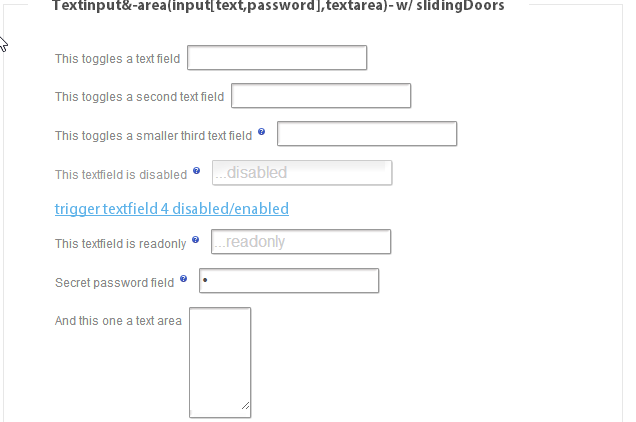 Textinput&-area(input[text,password],textarea)- w/ slidingDoors
This toggles a text field
This toggles a second text field
This toggles a smaller third text field ?
This textfield is disabled ? ...disabled
trigger textfield 4 disabled/enabled
This textfield is readonly ? ...readonly
Secret password field ? •
And this one a text area